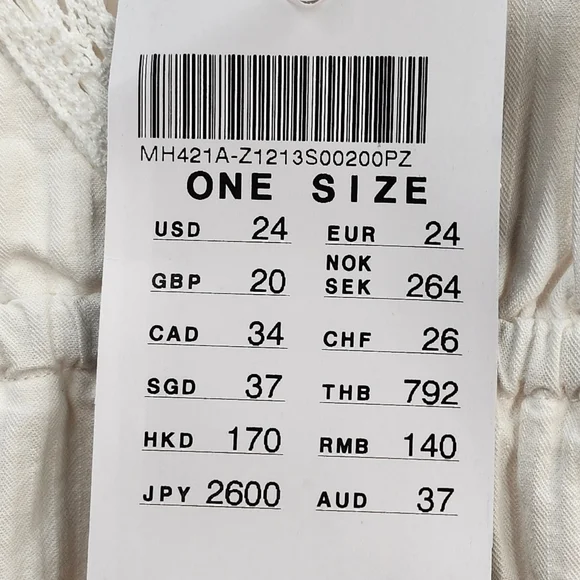 MH421A-Z1213S00200PZ
ONE SIZE
USD 24 EUR 24
GBP 20 NOK SEK 264
CAD 34 CHF 26
SGD 37 THB 792
HKD 170 RMB 140
JPY 2600 AUD 37